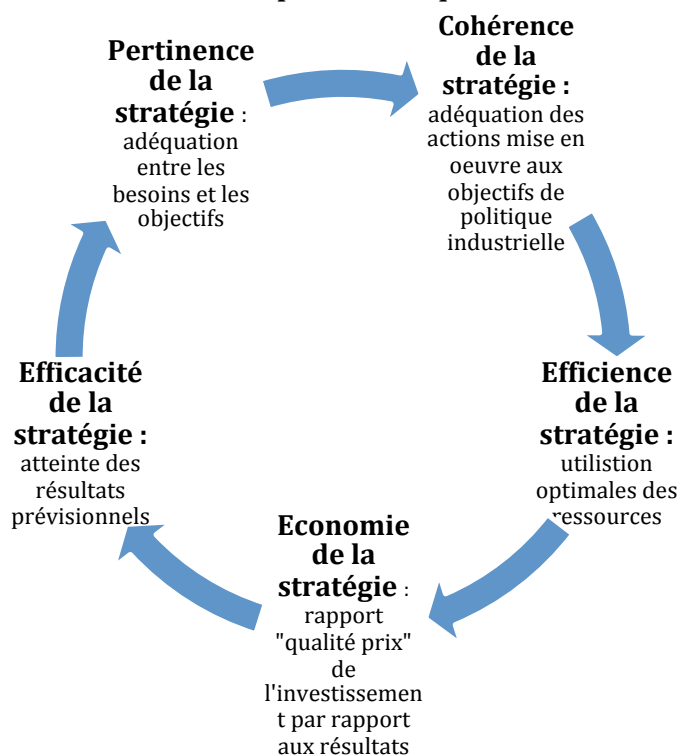 Pertinence
de la
stratégie :
adéquation
entre les
besoins et les
objectifs
Cohérence
de la
stratégie :
adéquation des
actions mise en
oeuvre aux
objectifs de
politique
industrielle
Efficience
de la
stratégie :
utilistion
optimales des
ressources
Economie
de la
stratégie :
rapport
"qualité prix"
de
l'investissemen
t par rapport
aux résultats
Efficacité
de la
stratégie :
atteinte des
résultats
prévisionnels